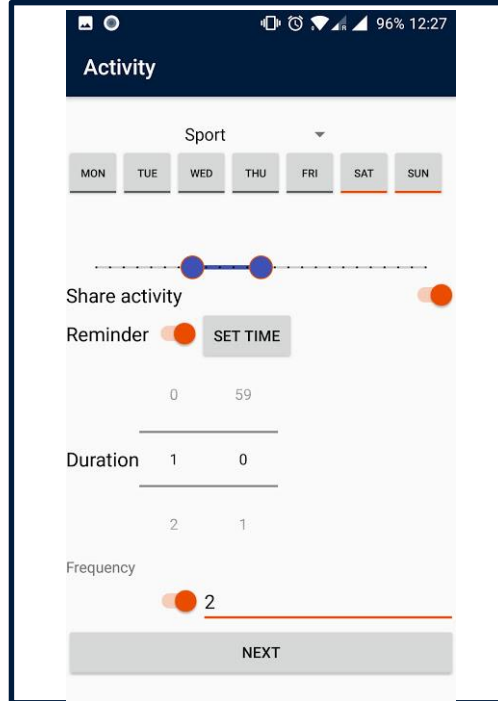 96% 12:27
Activity
Sport
MON TUE WED THU FRI SAT SUN
Share activity
Reminder SET TIME
0 59
Duration 1 0
2 1
Frequency
2
NEXT